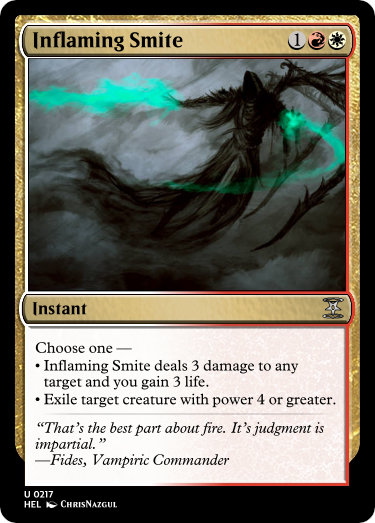 Inflaming Smite 1
Instant
Choose one —
• Inflaming Smite deals 3 damage to any
target and you gain 3 life.
• Exile target creature with power 4 or greater.
“That's the best part about fire. It's judgment is
impartial.”
—Fides, Vampiric Commander
U 0217
HEL ChrisNazgul